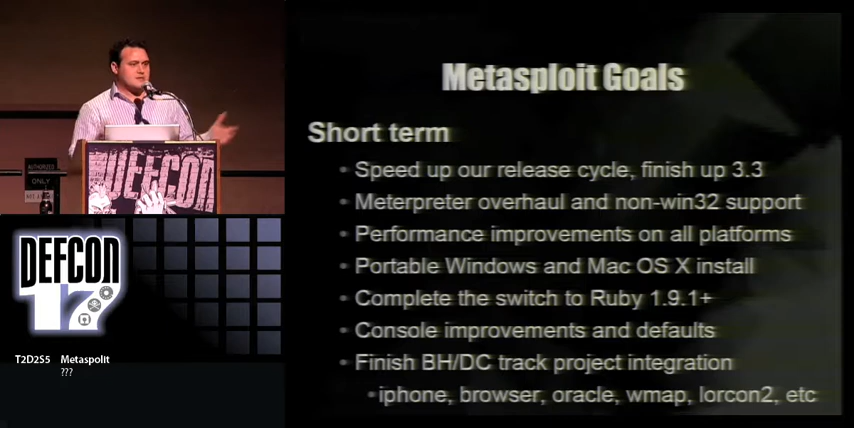 Metasploit Goals
Short term
• Speed up our release cycle, finish up 3.3
• Meterpreter overhaul and non-win32 support
• Performance improvements on all platforms
• Portable Windows and Mac OS X install
• Complete the switch to Ruby 1.9.1+
• Console improvements and defaults
• Finish BH/DC track project integration
• iphone, browser, oracle, wmap, lorcon2, etc
AUTHORIZED
ONLY
DEFCON
DEFCON
17
T2D2S5 Metaspolit
???